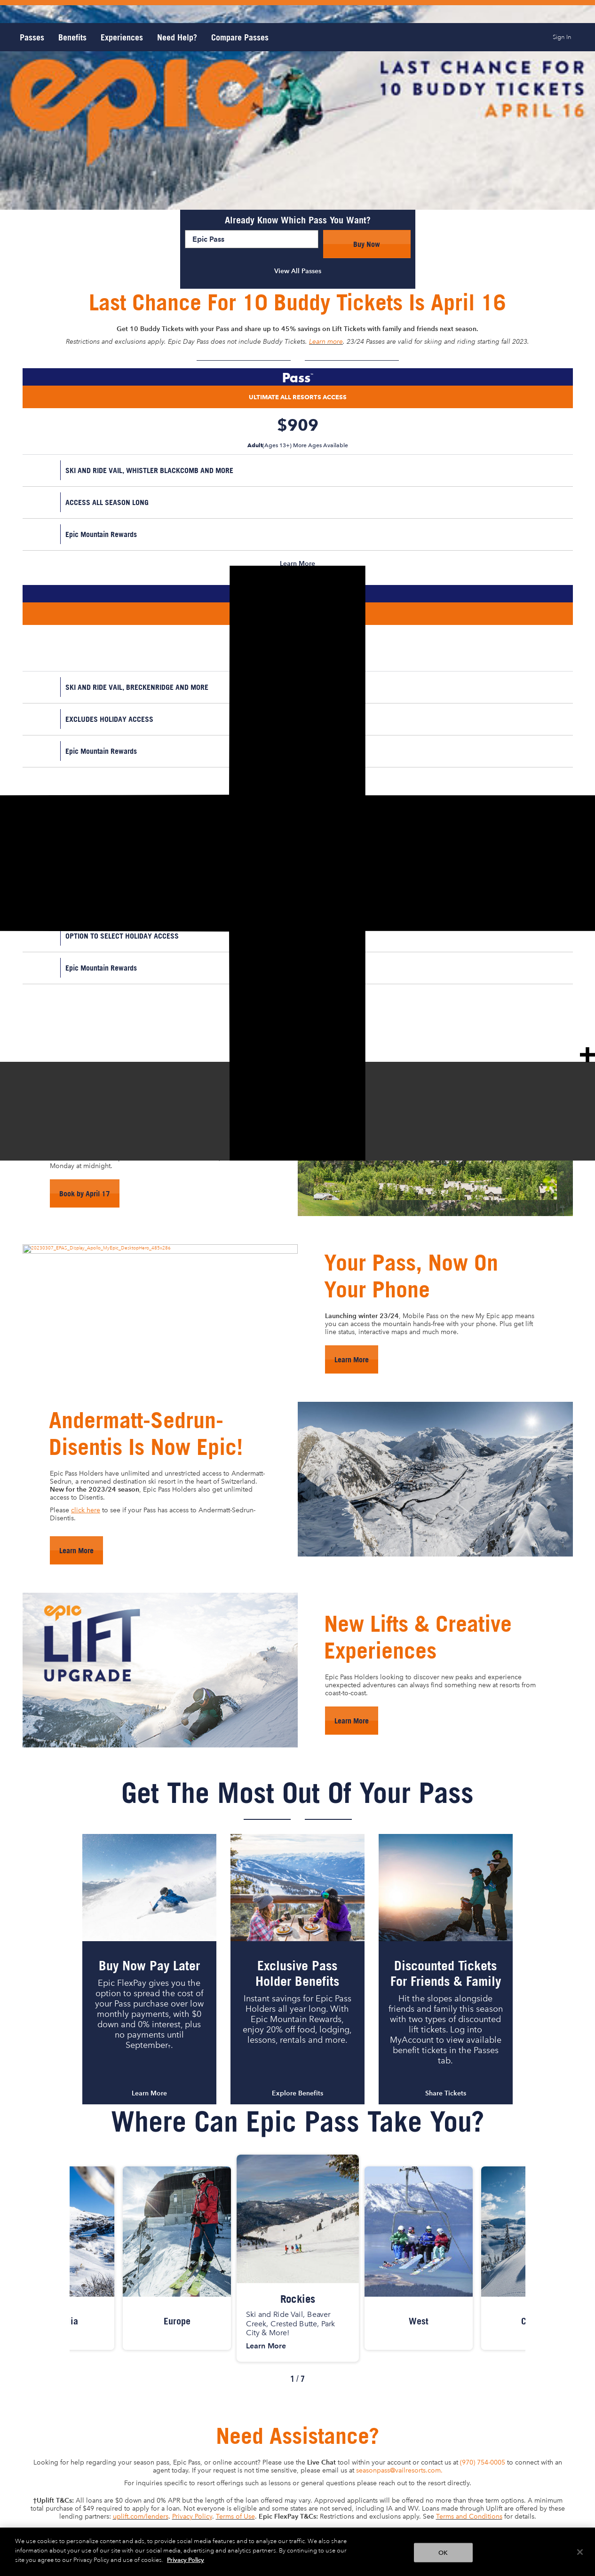 Passes Benefits Experiences Need Help? Compare Passes Sign In
epic
LAST CHANCE FOR
10 BUDDY TICKETS
APRIL 16
Already Know Which Pass You Want?
Epic Pass
Buy Now
View All Passes
Last Chance For 10 Buddy Tickets Is April 16
Get 10 Buddy Tickets with your Pass and share up to 45% savings on Lift Tickets with family and friends next season.
Restrictions and exclusions apply. Epic Day Pass does not include Buddy Tickets. Learn more. 23/24 Passes are valid for skiing and riding starting fall 2023.
Pass™
ULTIMATE ALL RESORTS ACCESS
$909
Adult(Ages 13+) More Ages Available
SKI AND RIDE VAIL, WHISTLER BLACKCOMB AND MORE
ACCESS ALL SEASON LONG
Epic Mountain Rewards
Learn More
SKI AND RIDE VAIL, BRECKENRIDGE AND MORE
EXCLUDES HOLIDAY ACCESS
Epic Mountain Rewards
OPTION TO SELECT HOLIDAY ACCESS
Epic Mountain Rewards
Monday at midnight.
Book by April 17
Your Pass, Now On
Your Phone
Launching winter 23/24, Mobile Pass on the new My Epic app means
you can access the mountain hands-free with your phone. Plus get lift
line status, interactive maps and much more.
Learn More
Andermatt-Sedrun-
Disentis Is Now Epic!
Epic Pass Holders have unlimited and unrestricted access to Andermatt-
Sedrun, a renowned destination ski resort in the heart of Switzerland.
New for the 2023/24 season, Epic Pass Holders also get unlimited
access to Disentis.
Please click here to see if your Pass has access to Andermatt-Sedrun-
Disentis.
Learn More
epic
LIFT
UPGRADE
New Lifts & Creative
Experiences
Epic Pass Holders looking to discover new peaks and experience
unexpected adventures can always find something new at resorts from
coast-to-coast.
Learn More
Get The Most Out Of Your Pass
Buy Now Pay Later
Epic FlexPay gives you the
option to spread the cost of
your Pass purchase over low
monthly payments, with $0
down and 0% interest, plus
no payments until
September†.
Learn More
Exclusive Pass
Holder Benefits
Instant savings for Epic Pass
Holders all year long. With
Epic Mountain Rewards,
enjoy 20% off food, lodging,
lessons, rentals and more.
Explore Benefits
Discounted Tickets
For Friends & Family
Hit the slopes alongside
friends and family this season
with two types of discounted
lift tickets. Log into
MyAccount to view available
benefit tickets in the Passes
tab.
Share Tickets
Where Can Epic Pass Take You?
ia
Europe
Rockies
Ski and Ride Vail, Beaver
Creek, Crested Butte, Park
City & More!
Learn More
West
C
1 / 7
Need Assistance?
Looking for help regarding your season pass, Epic Pass, or online account? Please use the Live Chat tool within your account or contact us at (970) 754-0005 to connect with an
agent today. If your request is not time sensitive, please email us at seasonpass@vailresorts.com.
For inquiries specific to resort offerings such as lessons or general questions please reach out to the resort directly.
†Uplift T&Cs: All loans are $0 down and 0% APR but the length of the loan offered may vary. Approved applicants will be offered no more than three term options. A minimum
total purchase of $49 required to apply for a loan. Not everyone is eligible and some states are not served, including IA and WV. Loans made through Uplift are offered by these
lending partners: uplift.com/lenders. Privacy Policy. Terms of Use. Epic FlexPay T&Cs: Restrictions and exclusions apply. See Terms and Conditions for details.
We use cookies to personalize content and ads, to provide social media features and to analyze our traffic. We also share
information about your use of our site with our social media, advertising and analytics partners. By continuing to use our
site you agree to our Privacy Policy and use of cookies. Privacy Policy
OK